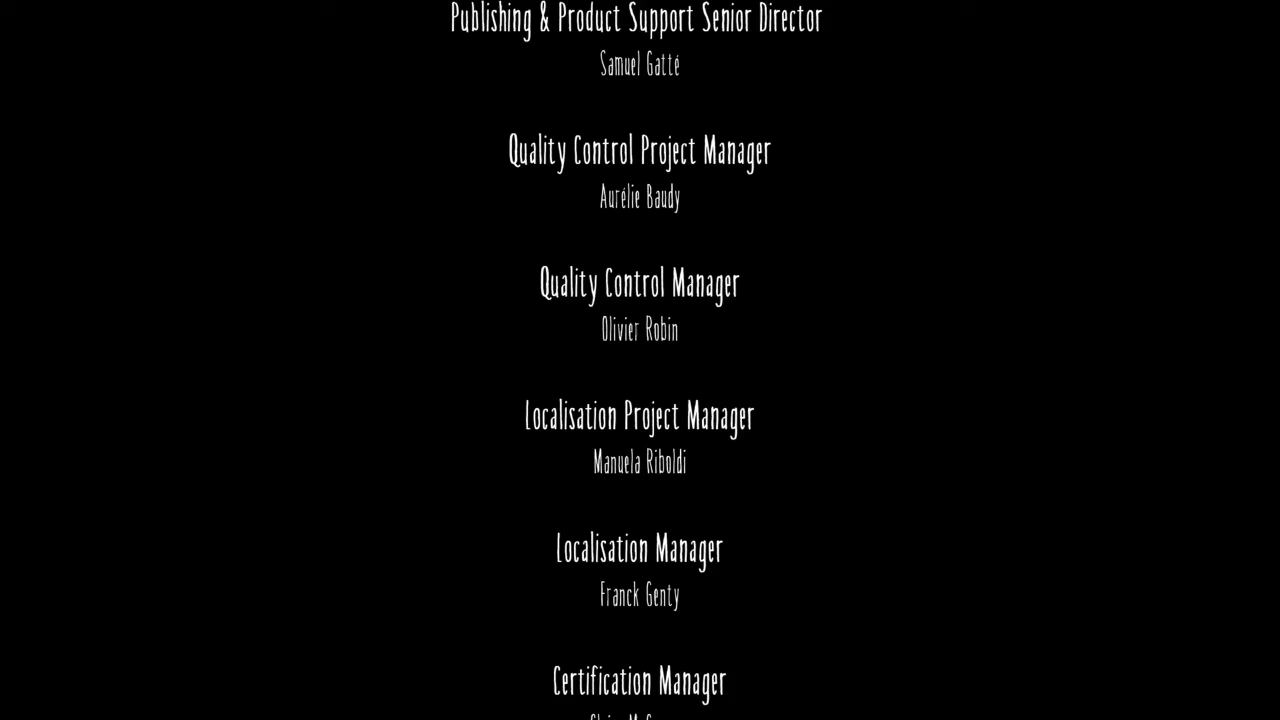 Publishing & Product Support Senior Director
Samuel Gatté
Quality Control Project Manager
Aurélie Baudy
Quality Control Manager
Olivier Robin
Localisation Project Manager
Manuela Riboldi
Localisation Manager
Franck Genty
Certification Manager